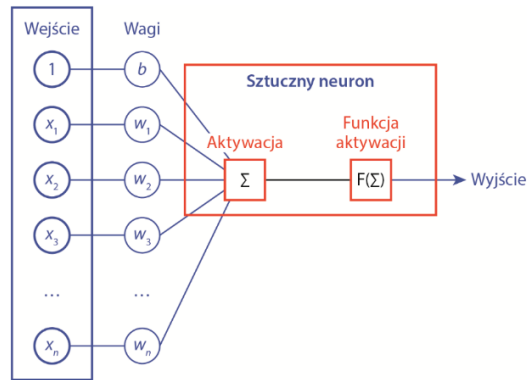 Wejście
Wagi
1
b
Sztuczny neuron
x1
w1
Aktywacja
Funkcja
aktywacji
x2
w2
Σ
F(Σ)
Wyjście
x3
w3
...
...
xn
wn